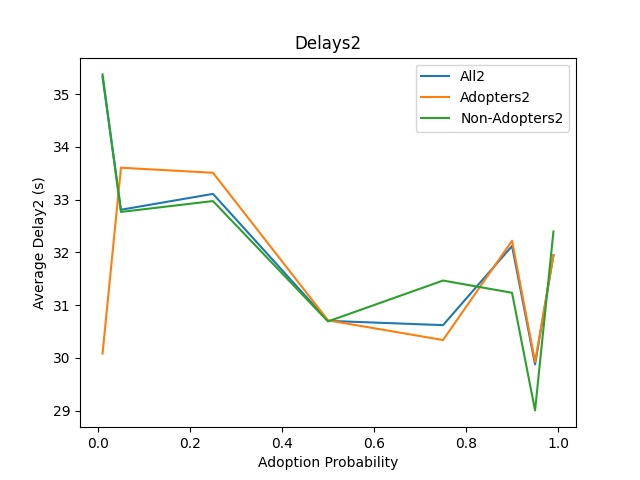 Delays2
All2
Adopters2
Non-Adopters2
Average Delay2 (s)
35
34
33
32
31
30
29
0.0 0.2 0.4 0.6 0.8 1.0
Adoption Probability